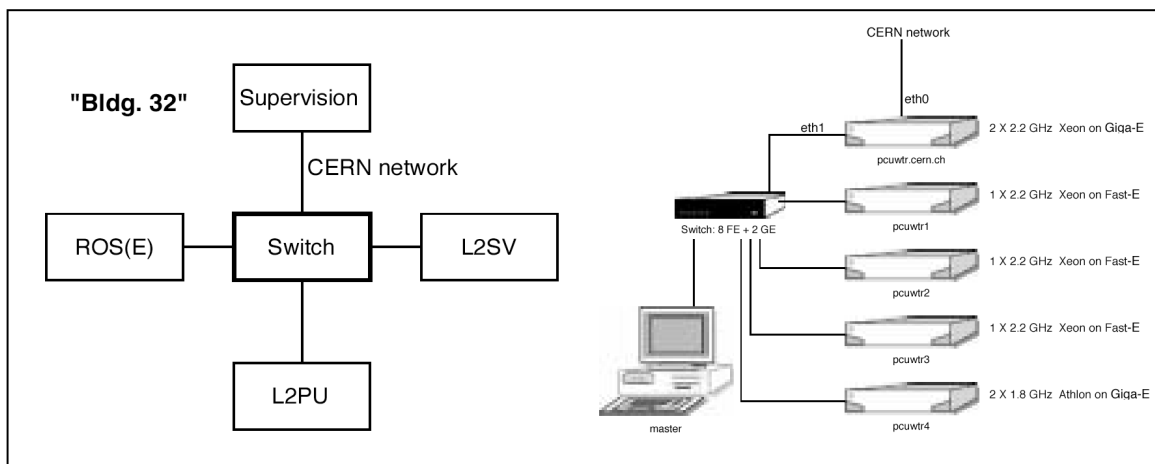 "Bldg. 32"
Supervision
CERN network
ROS(E)
Switch
L2SV
L2PU
CERN network
eth0
eth1
2 X 2.2 GHz Xeon on Giga-E
pcuwtr.cern.ch
1 X 2.2 GHz Xeon on Fast-E
pcuwtr1
Switch: 8 FE + 2 GE
1 X 2.2 GHz Xeon on Fast-E
pcuwtr2
1 X 2.2 GHz Xeon on Fast-E
pcuwtr3
2 X 1.8 GHz Athlon on Giga-E
pcuwtr4
master